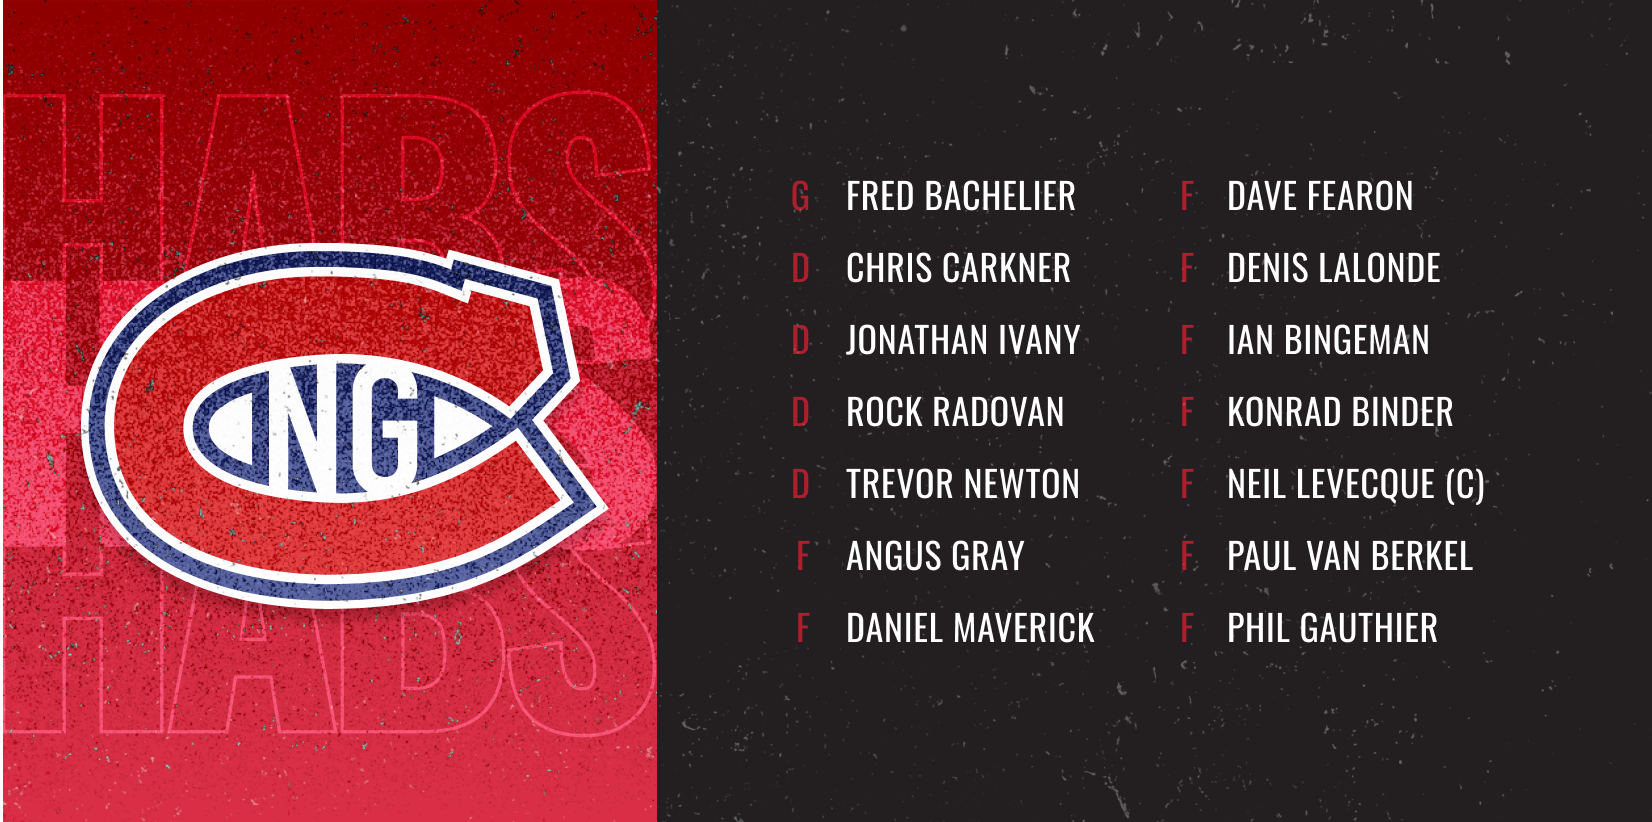 HABS
HABS
NG
G FRED BACHELIER
D CHRIS CARKNER
D JONATHAN IVANY
D ROCK RADOVAN
D TREVOR NEWTON
F ANGUS GRAY
F DANIEL MAVERICK
F DAVE FEARON
F DENIS LALONDE
F IAN BINGEMAN
F KONRAD BINDER
F NEIL LEVECQUE (C)
F PAUL VAN BERKEL
F PHIL GAUTHIER